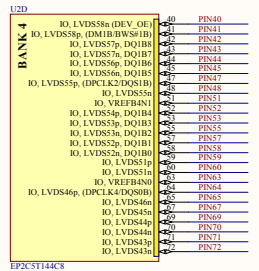 U2D
BANK 4
IO, LVDS58n (DEV_OE) 40 PIN40
IO, LVDS58p, (DM1B/BWS#1B) 41 PIN41
IO, LVDS57p, DQ1B8 42 PIN42
IO, LVDS57n, DQ1B7 43 PIN43
IO, LVDS56p, DQ1B6 44 PIN44
IO, LVDS56n, DQ1B5 45 PIN45
IO, LVDS55p, (DPCLK2/DQS1B) 47 PIN47
IO, LVDS55n 48 PIN48
IO, VREFB4N1 51 PIN51
IO, LVDS54p, DQ1B4 52 PIN52
IO, LVDS53p, DQ1B3 53 PIN53
IO, LVDS53n, DQ1B2 55 PIN55
IO, LVDS52p, DQ1B1 57 PIN57
IO, LVDS52n, DQ1B0 58 PIN58
IO, LVDS51p 59 PIN59
IO, LVDS51n 60 PIN60
IO, VREFB4N0 63 PIN63
IO, LVDS46p, (DPCLK4/DQS0B) 64 PIN64
IO, LVDS46n 65 PIN65
IO, LVDS45n 67 PIN67
IO, LVDS44p 69 PIN69
IO, LVDS44n 70 PIN70
IO, LVDS43p 71 PIN71
IO, LVDS43n 72 PIN72
EP2C5T144C8